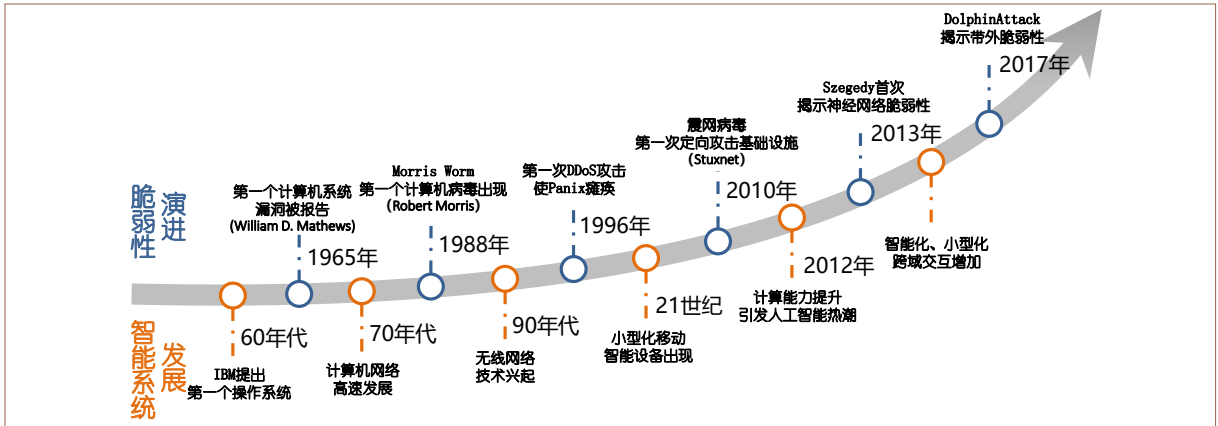 脆弱性
演进
第一个计算机系统
漏洞被报告
(William D. Mathews)
1965年
Morris Worm
第一个计算机病毒出现
(Robert Morris)
1988年
第一次DDoS攻击
使Panix瘫痪
1996年
震网病毒
第一次定向攻击基础设施
(Stuxnet)
2010年
Szegedy首次
揭示神经网络脆弱性
2013年
DolphinAttack
揭示带外脆弱性
2017年
智能系统
发展
60年代
IBM提出
第一个操作系统
70年代
计算机网络
高速发展
90年代
无线网络
技术兴起
21世纪
小型化移动
智能设备出现
2012年
计算能力提升
引发人工智能热潮
智能化、小型化
跨域交互增加